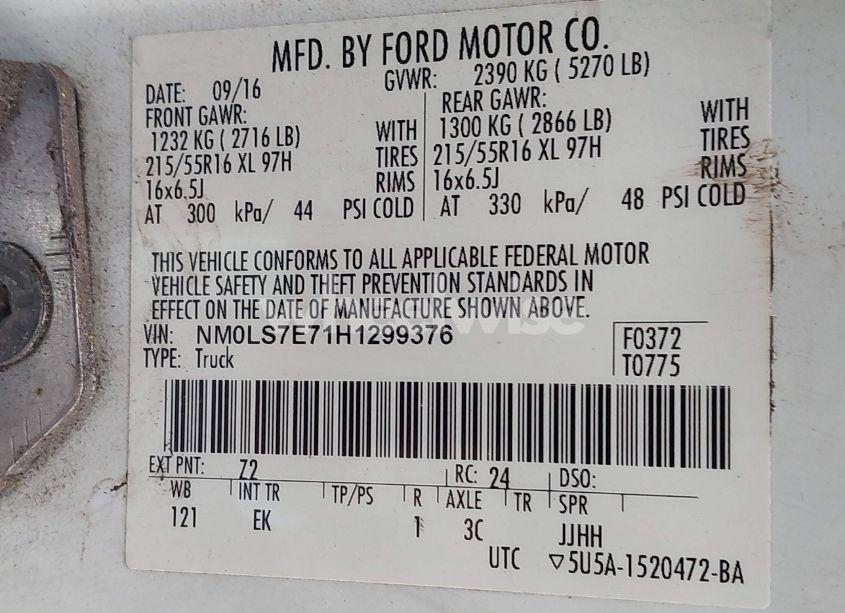 MFD. BY FORD MOTOR CO.
DATE: 09/16 GVWR: 2390 KG ( 5270 LB)
FRONT GAWR: REAR GAWR:
1232 KG ( 2716 LB) WITH 1300 KG ( 2866 LB) WITH
215/55R16 XL 97H TIRES 215/55R16 XL 97H TIRES
16x6.5J RIMS 16x6.5J RIMS
AT 300 kPa/ 44 PSI COLD AT 330 kPa/ 48 PSI COLD
THIS VEHICLE CONFORMS TO ALL APPLICABLE FEDERAL MOTOR
VEHICLE SAFETY AND THEFT PREVENTION STANDARDS IN
EFFECT ON THE DATE OF MANUFACTURE SHOWN ABOVE.
VIN: NM0LS7E71H1299376 F0372
TYPE: Truck T0775
EXT PNT: Z2 RC: 24 DSO:
WB INT TR TP/PS R AXLE TR SPR
121 EK 1 3C JJHH
UTC ▽5U5A-1520472-BA